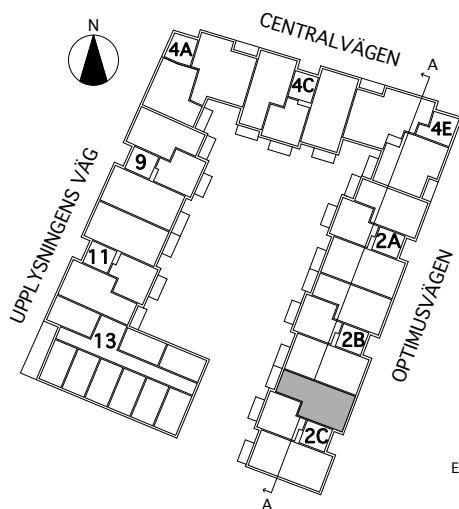 CENTRALVÄGEN
N
A
4A
4C
4E
9
UPPLYSNINGENS VÄG
2A
11
OPTIMUSVÄGEN
13
2B
2C
E
A